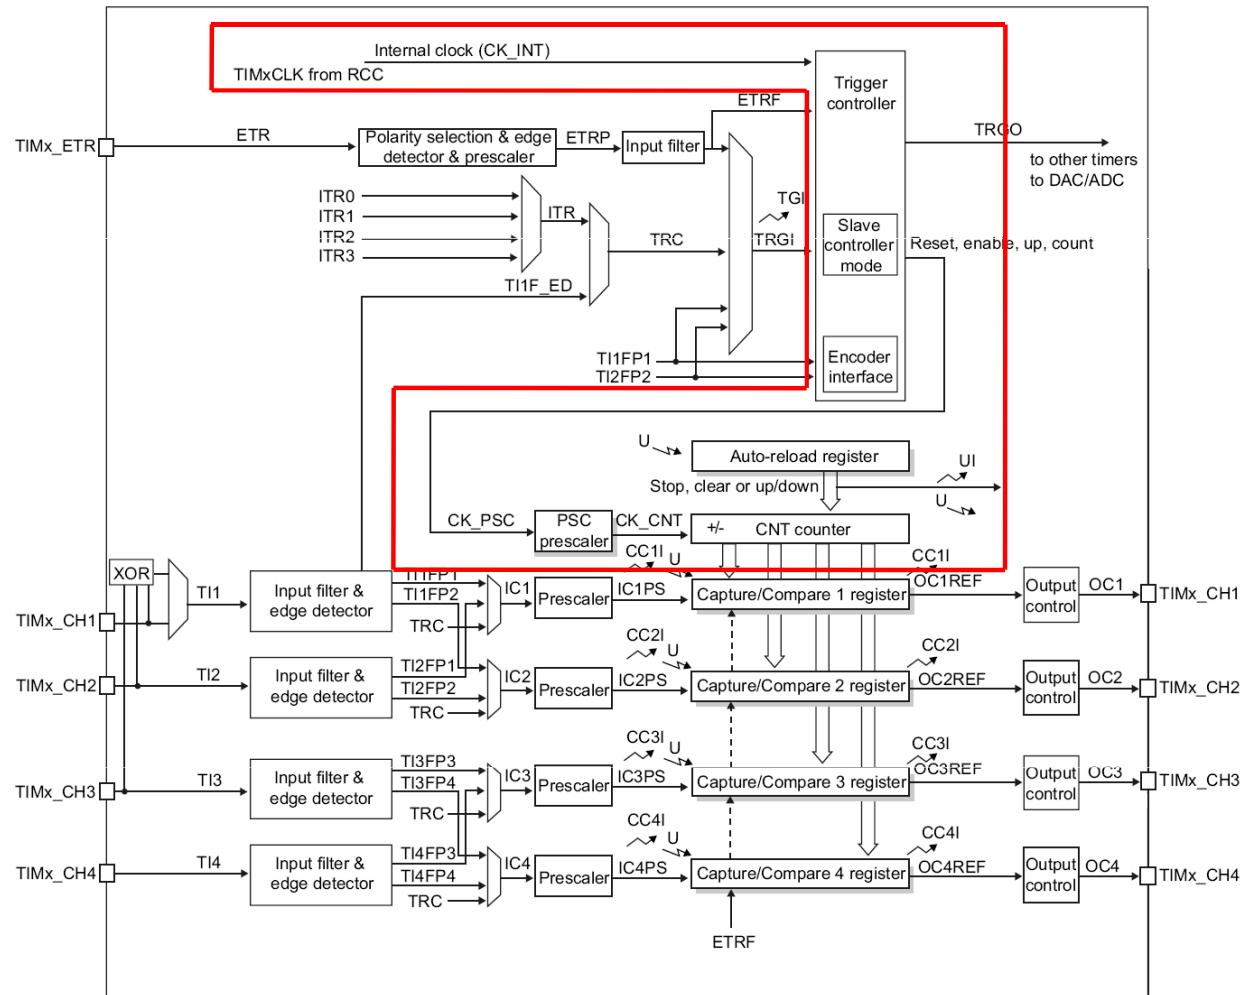 Internal clock (CK_INT)
TIMxCLK from RCC
Trigger
controller
ETRF
TIMx_ETR
ETR
Polarity selection & edge
detector & prescaler
ETRP
Input filter
TRGO
to other timers
to DAC/ADC
ITR0
ITR1
ITR2
ITR3
ITR
TGI
TRC
TRGI
Slave
controller
mode
Reset, enable, up, count
TI1F_ED
TI1FP1
TI2FP2
Encoder
interface
U
Auto-reload register
UI
Stop, clear or up/down
U
CK_PSC
PSC
prescaler
CK_CNT
+/-
CNT counter
XOR
TI1
Input filter &
edge detector
TI1FP1
TI1FP2
TRC
IC1
Prescaler
CC1I
U
IC1PS
Capture/Compare 1 register
CC1I
OC1REF
Output
control
OC1
TIMx_CH1
TIMx_CH1
TIMx_CH2
TI2
Input filter &
edge detector
TI2FP1
TI2FP2
TRC
IC2
Prescaler
CC2I
U
IC2PS
Capture/Compare 2 register
CC2I
OC2REF
Output
control
OC2
TIMx_CH2
TIMx_CH3
TI3
Input filter &
edge detector
TI3FP3
TI3FP4
TRC
IC3
Prescaler
CC3I
U
IC3PS
Capture/Compare 3 register
CC3I
OC3REF
Output
control
OC3
TIMx_CH3
TIMx_CH4
TI4
Input filter &
edge detector
TI4FP3
TI4FP4
TRC
IC4
Prescaler
CC4I
U
IC4PS
Capture/Compare 4 register
CC4I
OC4REF
Output
control
OC4
TIMx_CH4
ETRF